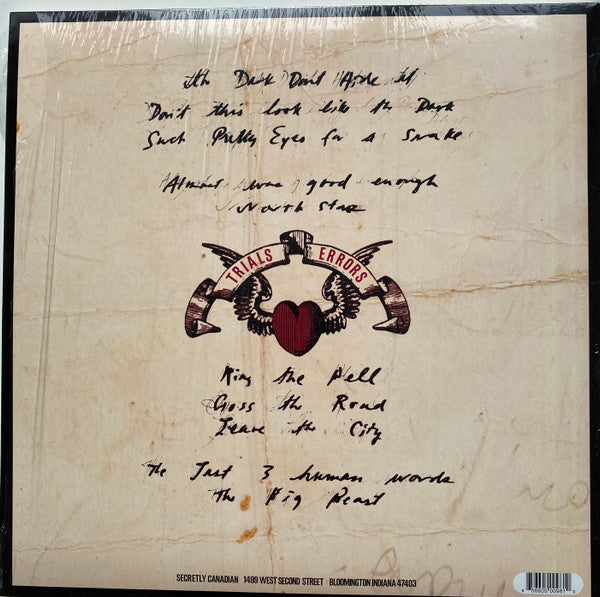 the Dark Don't Hide It
Don't this look like the Dark
Such Pretty Eyes for a Snake
Almost was good enough
North Star
TRIALS ERRORS
Ring the Bell
Cross the Road
Leave the City
The Last 3 human words
The Big Beast
SECRETLY CANADIAN 1499 WEST SECOND STREET BLOOMINGTON INDIANA 47403